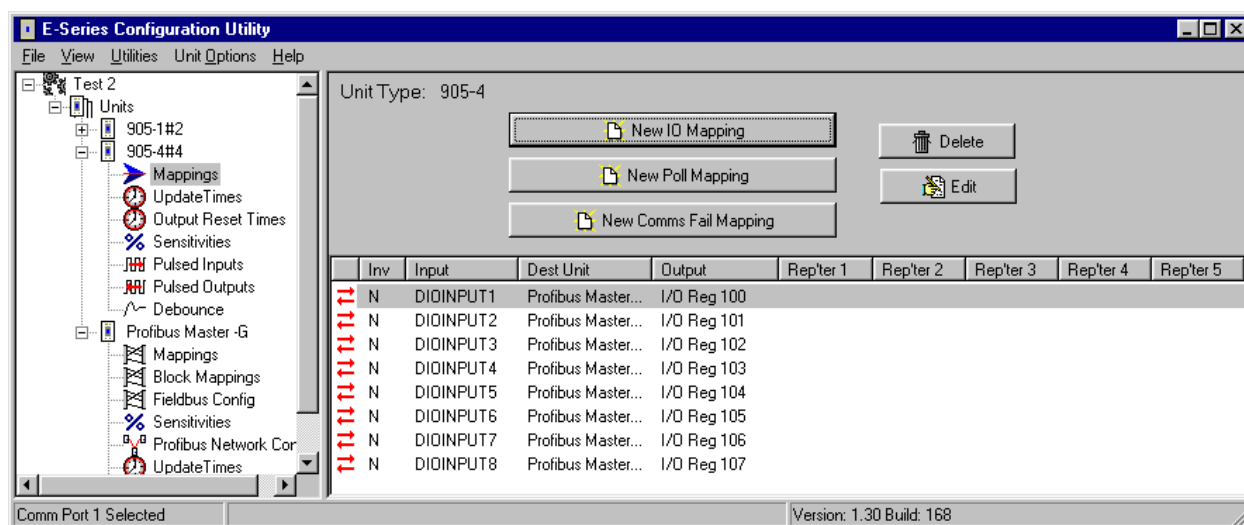 E-Series Configuration Utility
File View Utilities Unit Options Help
Test 2
Units
905-1#2
905-4#4
Mappings
UpdateTimes
Output Reset Times
Sensitivities
Pulsed Inputs
Pulsed Outputs
Debounce
Profibus Master -G
Mappings
Block Mappings
Fieldbus Config
Sensitivities
Profibus Network Cor
UpdateTimes
Unit Type: 905-4
New IO Mapping
New Poll Mapping
New Comms Fail Mapping
Delete
Edit
Inv Input Dest Unit Output Rep'ter 1 Rep'ter 2 Rep'ter 3 Rep'ter 4 Rep'ter 5
N DIOINPUT1 Profibus Master... I/O Reg 100
N DIOINPUT2 Profibus Master... I/O Reg 101
N DIOINPUT3 Profibus Master... I/O Reg 102
N DIOINPUT4 Profibus Master... I/O Reg 103
N DIOINPUT5 Profibus Master... I/O Reg 104
N DIOINPUT6 Profibus Master... I/O Reg 105
N DIOINPUT7 Profibus Master... I/O Reg 106
N DIOINPUT8 Profibus Master... I/O Reg 107
Comm Port 1 Selected
Version: 1.30 Build: 168